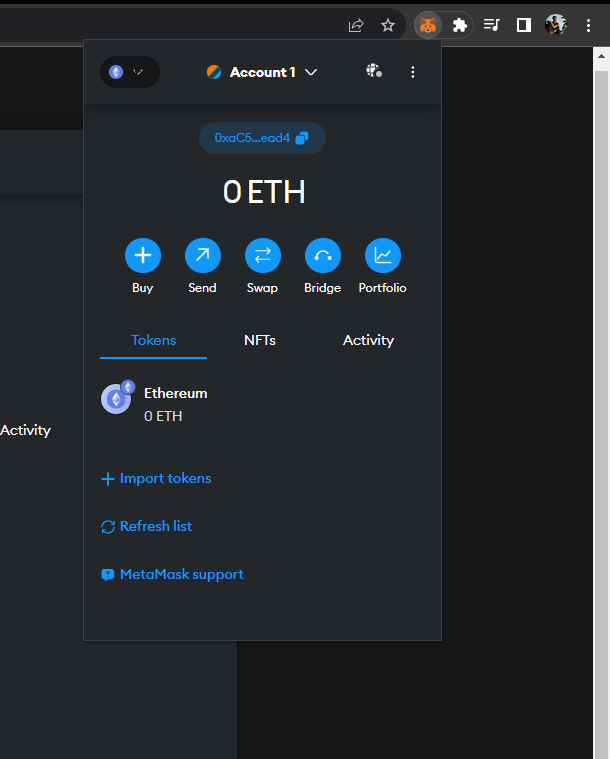 Account 1
0xaC5...ead4
0 ETH
Buy
Send
Swap
Bridge
Portfolio
Tokens
NFTs
Activity
Ethereum
0 ETH
Activity
Import tokens
Refresh list
MetaMask support